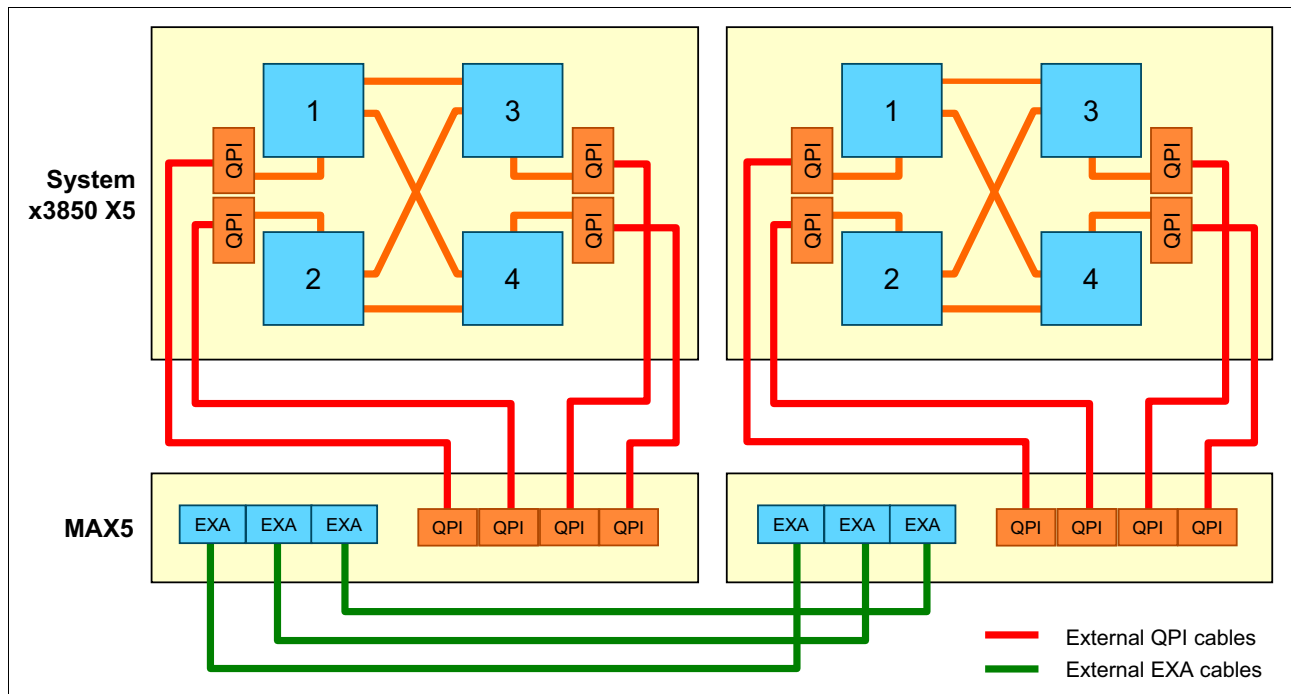 1
3
QPI
QPI
System
x3850 X5
QPI
QPI
2
4
1
3
QPI
QPI
QPI
QPI
2
4
MAX5
EXA EXA EXA
QPI QPI QPI QPI
EXA EXA EXA
QPI QPI QPI QPI
External QPI cables
External EXA cables